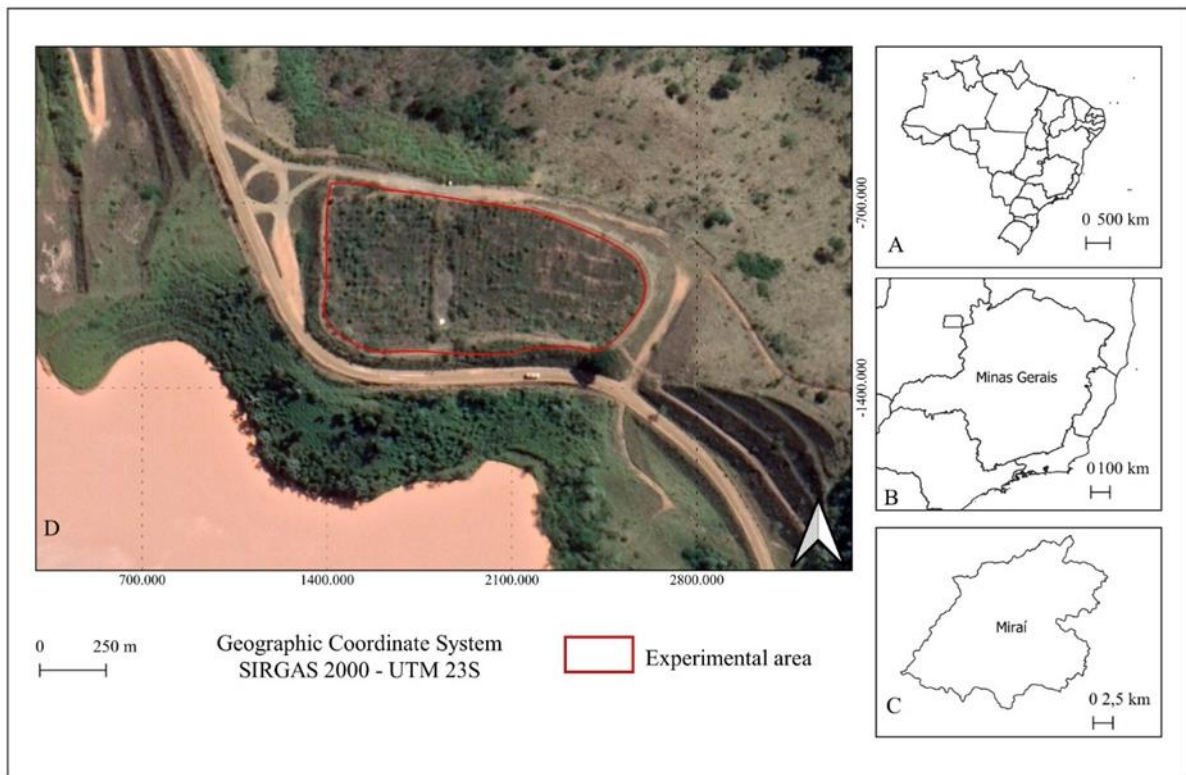 D
700.000
1400.000
2100.000
2800.000
-700.000
-1400.000
A
0 500 km
Minas Gerais
B
0 100 km
Miraí
C
0 2,5 km
0 250 m
Geographic Coordinate System
SIRGAS 2000 - UTM 23S
Experimental area